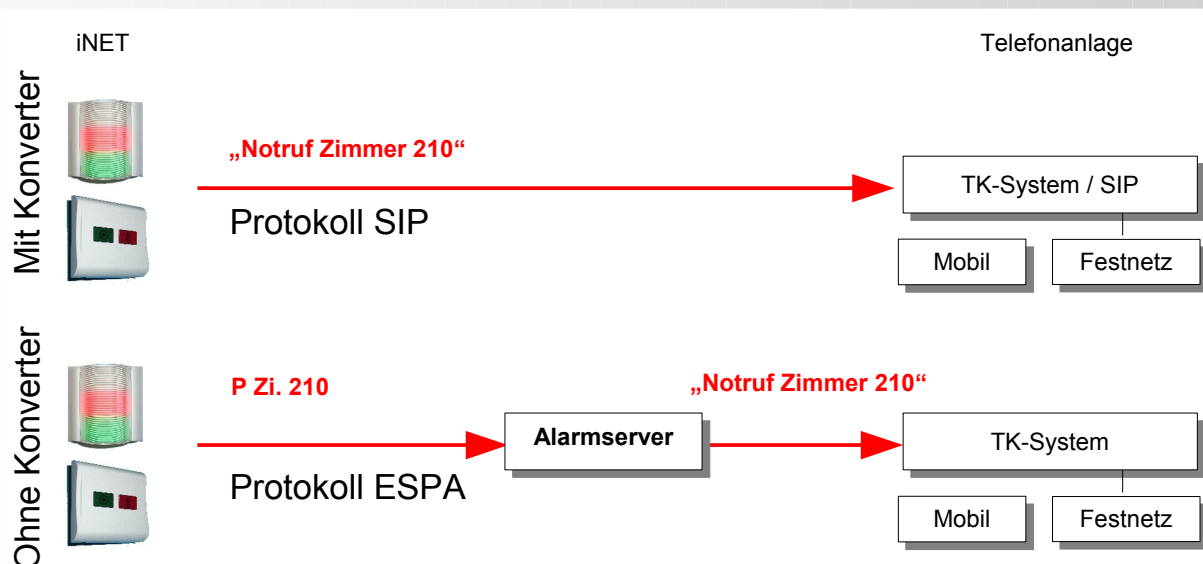 iNET
Telefonanlage
Mit Konverter
„Notruf Zimmer 210“
Protokoll SIP
TK-System / SIP
Mobil
Festnetz
Ohne Konverter
P Zi. 210
Protokoll ESPA
Alarmserver
„Notruf Zimmer 210“
TK-System
Mobil
Festnetz